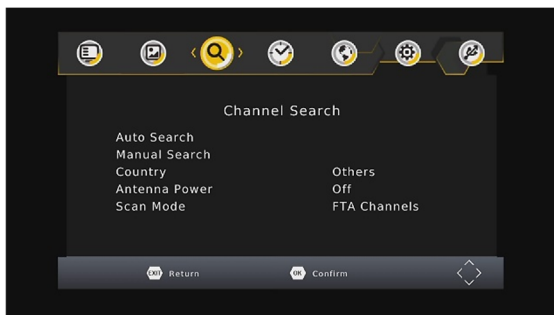 Channel Search
Auto Search
Manual Search
Country Others
Antenna Power Off
Scan Mode FTA Channels
EXIT Return OK Confirm